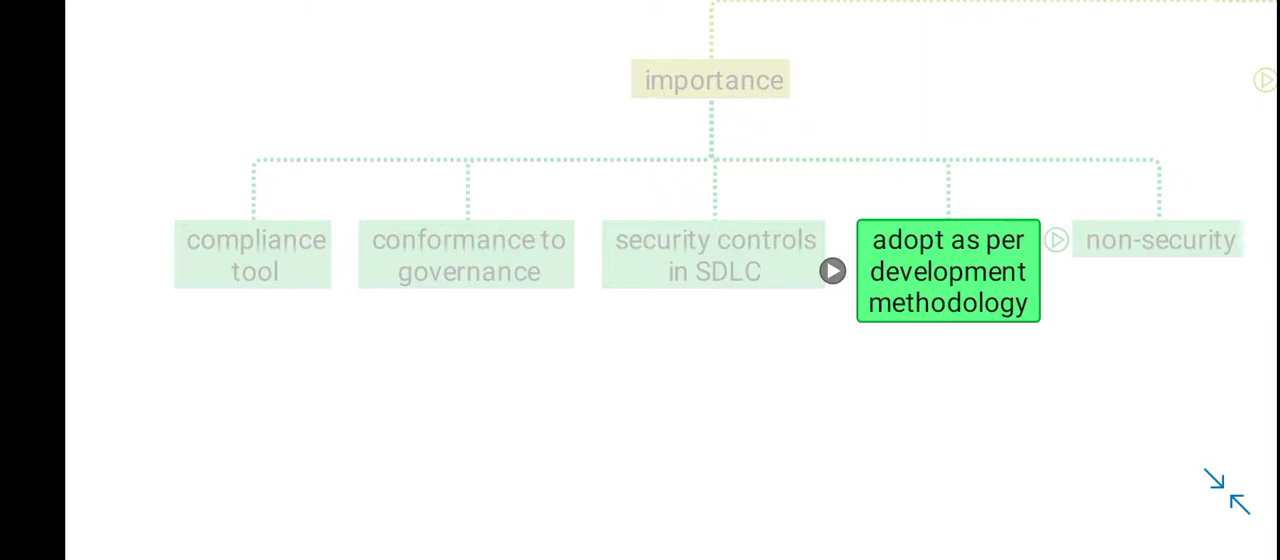 importance
compliance
tool
conformance to
governance
security controls
in SDLC
adopt as per
development
methodology
non-security